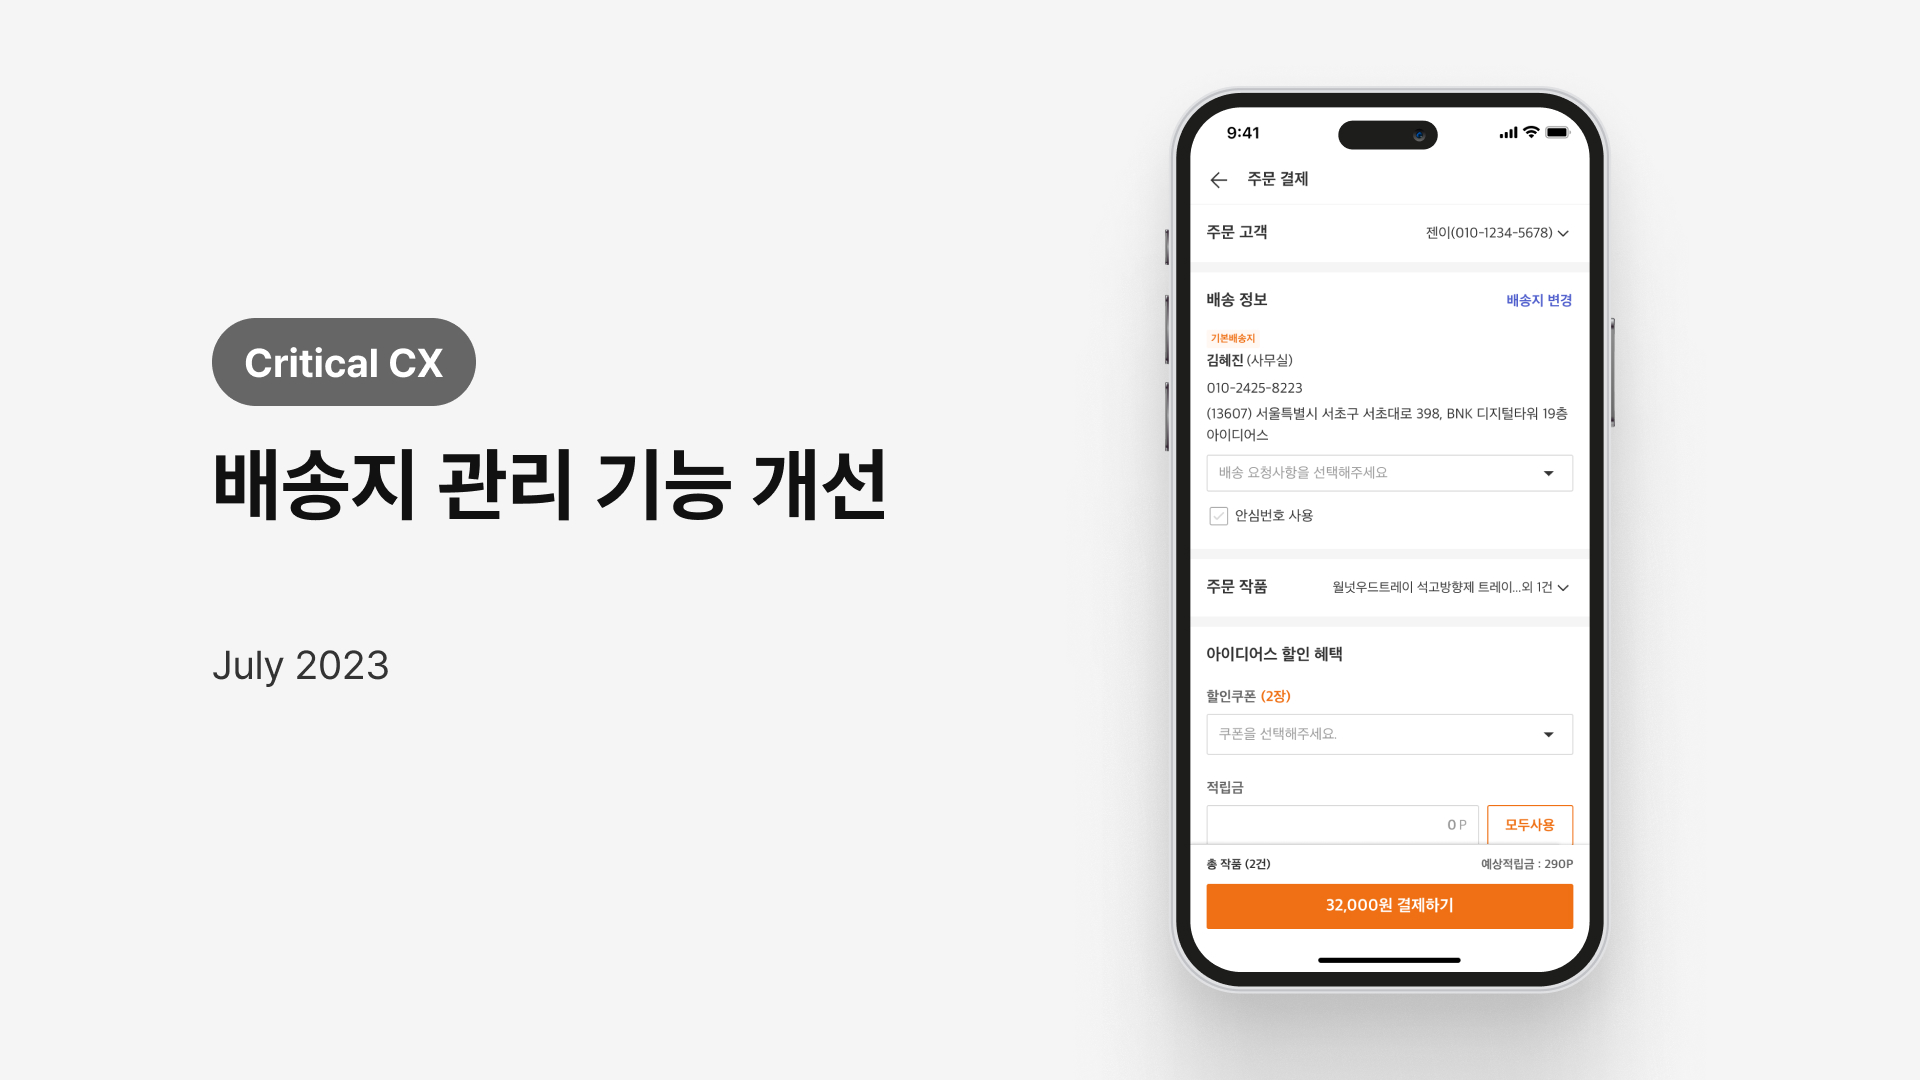 Critical CX
배송지 관리 기능 개선
July 2023
9:41
주문 결제
주문 고객
젠이(010-1234-5678)
배송 정보
배송지 변경
기본배송지
김혜진 (사무실)
010-2425-8223
(13607) 서울특별시 서초구 서초대로 398, BNK 디지털타워 19층
아이디어스
배송 요청사항을 선택해주세요
안심번호 사용
주문 작품
월넛우드트레이 석고방향제 트레이...외 1건
아이디어스 할인 혜택
할인쿠폰 (2장)
쿠폰을 선택해주세요.
적립금
0 P
모두사용
총 작품 (2건)
예상적립금 : 290P
32,000원 결제하기